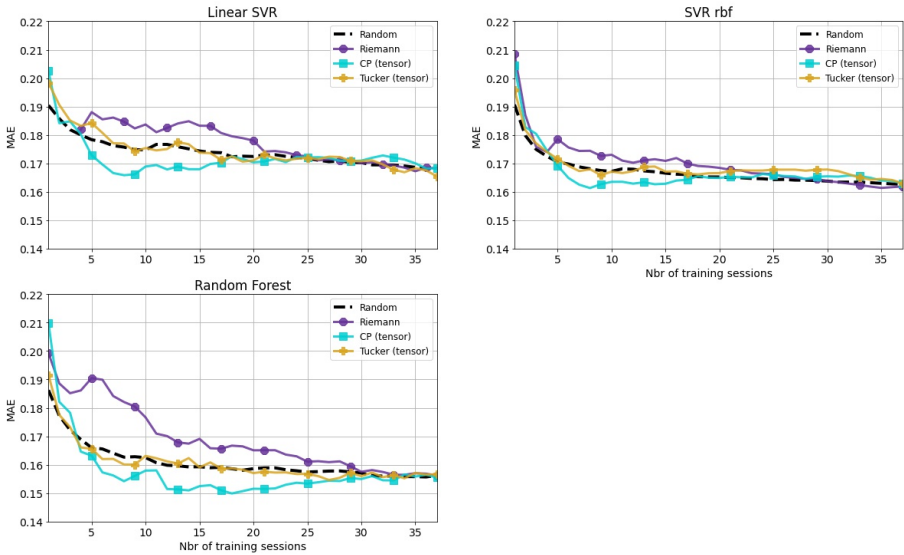 Linear SVR
MAE
0.22
0.21
0.20
0.19
0.18
0.17
0.16
0.15
0.14
5 10 15 20 25 30 35
Random
Riemann
CP (tensor)
Tucker (tensor)
SVR rbf
MAE
0.22
0.21
0.20
0.19
0.18
0.17
0.16
0.15
0.14
5 10 15 20 25 30 35
Nbr of training sessions
Random
Riemann
CP (tensor)
Tucker (tensor)
Random Forest
MAE
0.22
0.21
0.20
0.19
0.18
0.17
0.16
0.15
0.14
5 10 15 20 25 30 35
Nbr of training sessions
Random
Riemann
CP (tensor)
Tucker (tensor)